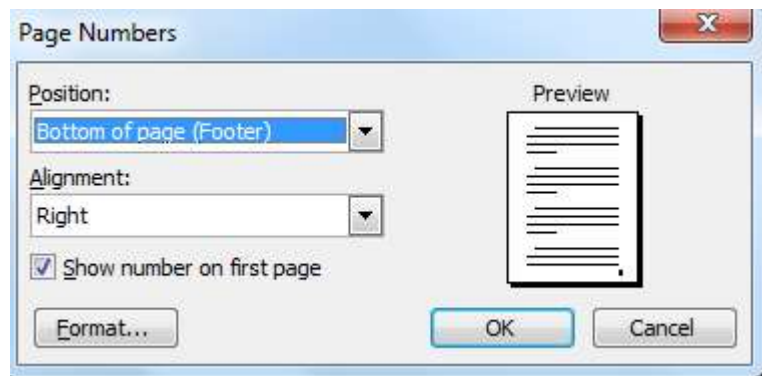 Page Numbers
Position:
Preview
Bottom of page (Footer)
Alignment:
Right
Show number on first page
Format...
OK
Cancel